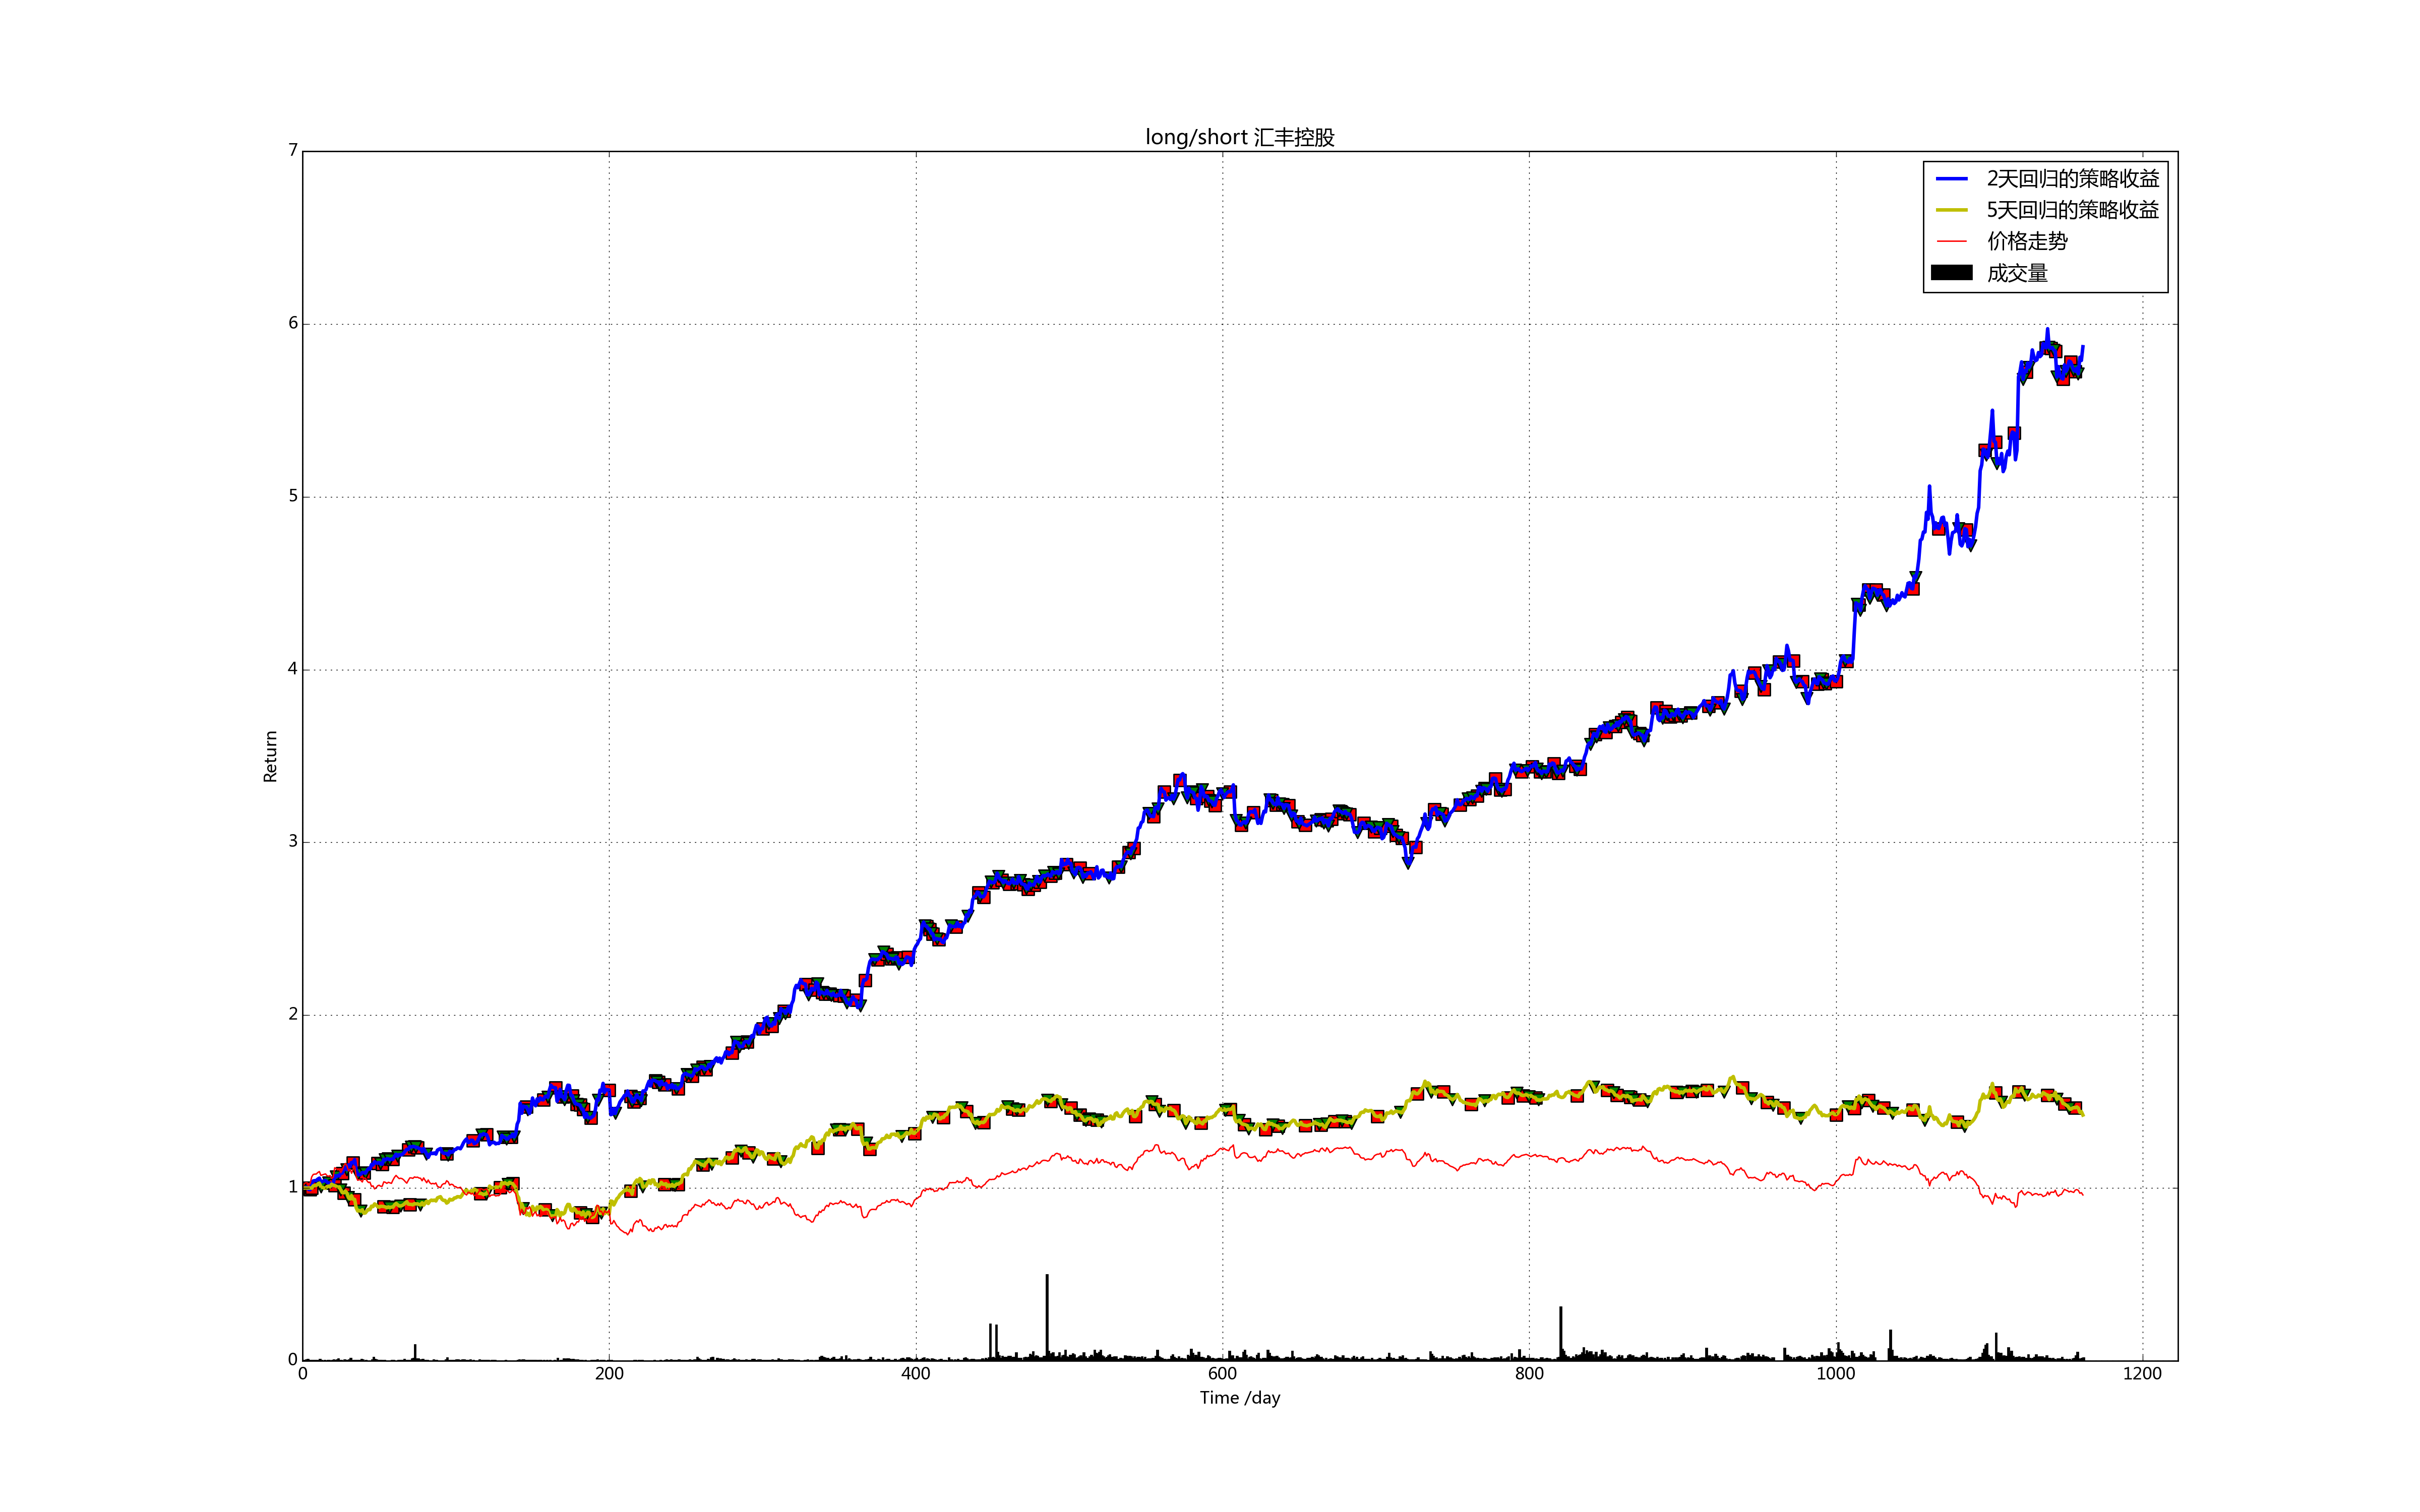 long/short 汇丰控股
2天回归的策略收益
5天回归的策略收益
价格走势
成交量
7
6
5
4
3
2
1
0
Return
0 200 400 600 800 1000 1200
Time /day